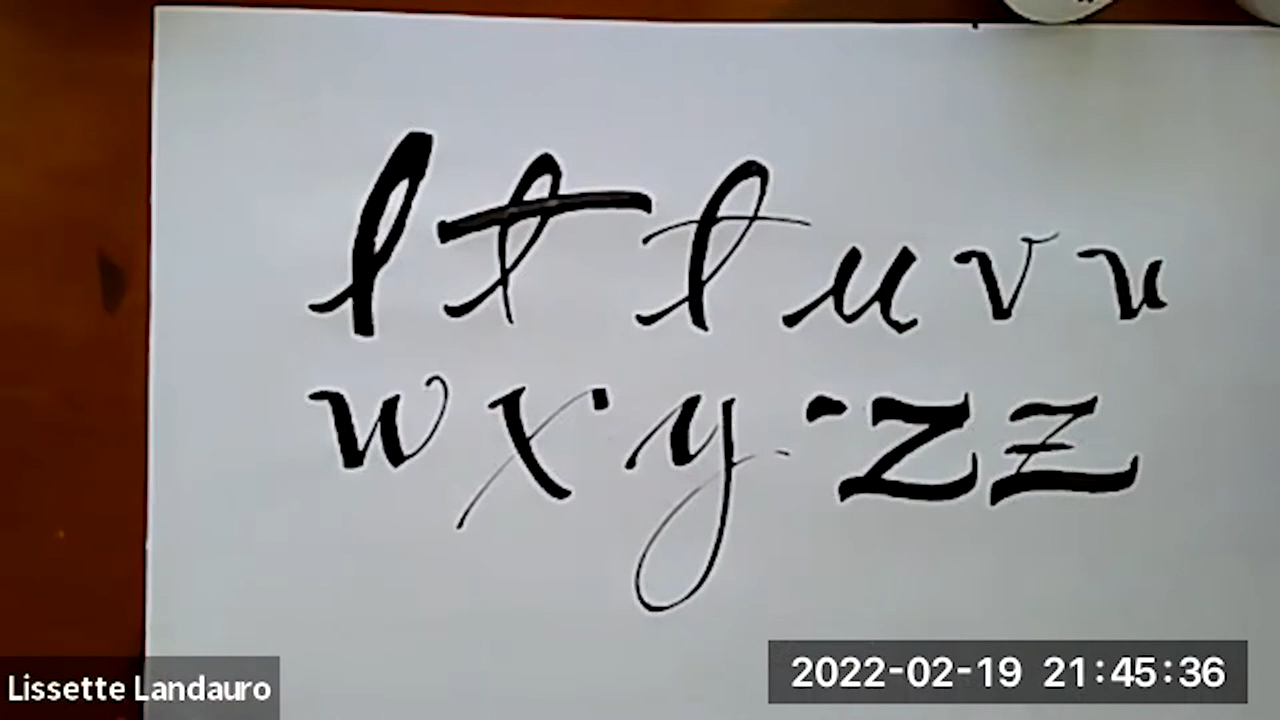 l t t u v v
w x y z z
Lissette Landauro
2022-02-19 21:45:36